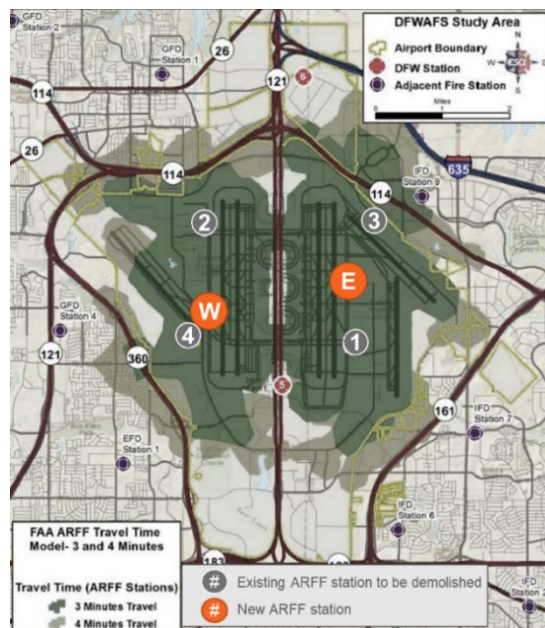 GFD
Station 2
GFD
Station 1
26
114
121
6
DFWAFS Study Area
Airport Boundary
DFW Station
Adjacent Fire Station
N
W
S
0
1
2
Miles
635
26
114
114
IFD
Station 9
2
3
E
W
GFD
Station 4
4
1
121
360
5
161
IFD
Station 7
EFD
Station 1
IFD
Station 6
FAA ARFF Travel Time
Model- 3 and 4 Minutes
183
Travel Time (ARFF Stations)
3 Minutes Travel
4 Minutes Travel
# Existing ARFF station to be demolished
# New ARFF station
IFD